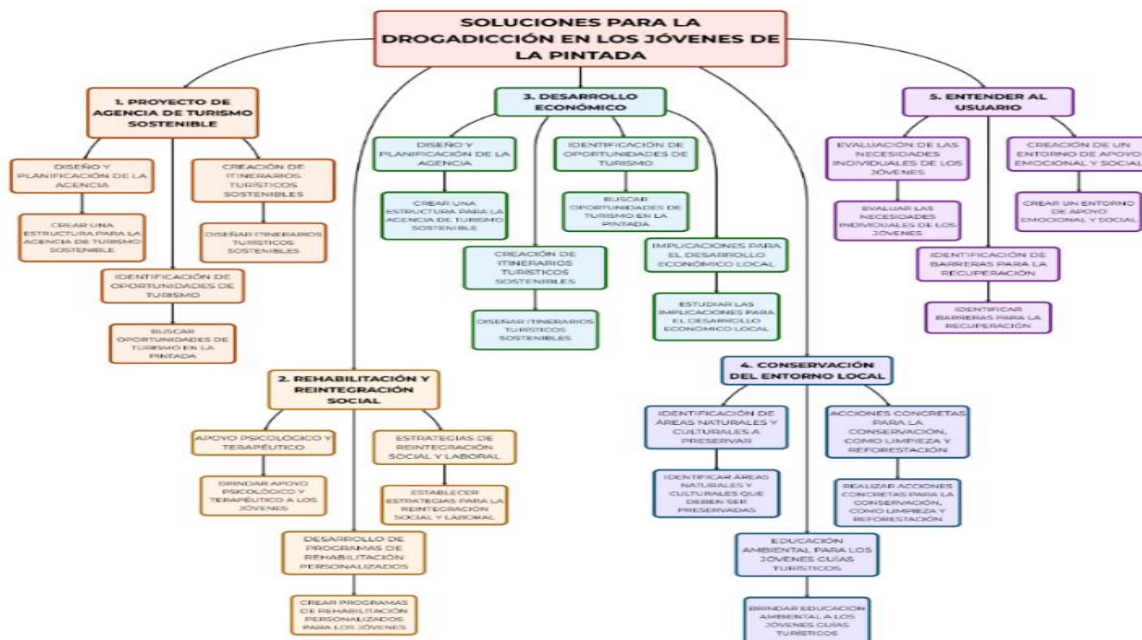 SOLUCIONES PARA LA
DROGADICCIÓN EN LOS JÓVENES DE
LA PINTADA
1. PROYECTO DE
AGENCIA DE TURISMO
SOSTENIBLE
DISEÑO Y
PLANIFICACIÓN DE LA
AGENCIA
CREAR UNA
ESTRUCTURA PARA LA
AGENCIA DE TURISMO
SOSTENIBLE
CREACIÓN DE
ITINERARIOS
TURÍSTICOS
SOSTENIBLES
DISEÑAR ITINERARIOS
TURÍSTICOS
SOSTENIBLES
IDENTIFICACIÓN DE
OPORTUNIDADES DE
TURISMO
BUSCAR
OPORTUNIDADES DE
TURISMO EN LA
PINTADA
2. REHABILITACIÓN Y
REINTEGRACIÓN
SOCIAL
APOYO PSICOLÓGICO Y
TERAPÉUTICO
BRINDAR APOYO
PSICOLÓGICO Y
TERAPÉUTICO A LOS
JÓVENES
ESTRATEGIAS DE
REINTEGRACIÓN
SOCIAL Y LABORAL
ESTABLECER
ESTRATEGIAS PARA LA
REINTEGRACIÓN
SOCIAL Y LABORAL
DESARROLLO DE
PROGRAMAS DE
REHABILITACIÓN
PERSONALIZADOS
CREAR PROGRAMAS
DE REHABILITACIÓN
PERSONALIZADOS
PARA LOS JÓVENES
3. DESARROLLO
ECONÓMICO
DISEÑO Y
PLANIFICACIÓN DE LA
AGENCIA
CREAR UNA
ESTRUCTURA PARA LA
AGENCIA DE TURISMO
SOSTENIBLE
IDENTIFICACIÓN DE
OPORTUNIDADES DE
TURISMO
BUSCAR
OPORTUNIDADES DE
TURISMO EN LA
PINTADA
CREACIÓN DE
ITINERARIOS
TURÍSTICOS
SOSTENIBLES
DISEÑAR ITINERARIOS
TURÍSTICOS
SOSTENIBLES
IMPLICACIONES PARA
EL DESARROLLO
ECONÓMICO LOCAL
ESTUDIAR LAS
IMPLICACIONES PARA
EL DESARROLLO
ECONÓMICO LOCAL
4. CONSERVACIÓN
DEL ENTORNO LOCAL
IDENTIFICACIÓN DE
ÁREAS NATURALES Y
CULTURALES A
PRESERVAR
IDENTIFICAR ÁREAS
NATURALES Y
CULTURALES QUE
DEBEN SER
PRESERVADAS
ACCIONES CONCRETAS
PARA LA
CONSERVACIÓN,
COMO LIMPIEZA Y
REFORESTACIÓN
REALIZAR ACCIONES
CONCRETAS PARA LA
CONSERVACIÓN,
COMO LIMPIEZA Y
REFORESTACIÓN
EDUCACIÓN
AMBIENTAL PARA LOS
JÓVENES GUÍAS
TURÍSTICOS
BRINDAR EDUCACIÓN
AMBIENTAL A LOS
JÓVENES GUÍAS
TURÍSTICOS
5. ENTENDER AL
USUARIO
EVALUACIÓN DE LAS
NECESIDADES
INDIVIDUALES DE LOS
JÓVENES
EVALUAR LAS
NECESIDADES
INDIVIDUALES DE LOS
JÓVENES
CREACIÓN DE UN
ENTORNO DE APOYO
EMOCIONAL Y SOCIAL
CREAR UN ENTORNO
DE APOYO
EMOCIONAL Y SOCIAL
IDENTIFICACIÓN DE
BARRERAS PARA LA
RECUPERACIÓN
IDENTIFICAR
BARRERAS PARA LA
RECUPERACIÓN